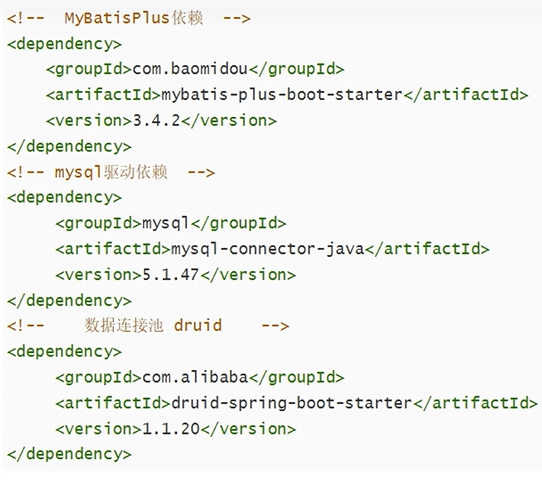 <!--  MyBatisPlus依赖  -->
<dependency>
    <groupId>com.baomidou</groupId>
    <artifactId>mybatis-plus-boot-starter</artifactId>
    <version>3.4.2</version>
</dependency>
<!-- mysql驱动依赖  -->
<dependency>
     <groupId>mysql</groupId>
     <artifactId>mysql-connector-java</artifactId>
     <version>5.1.47</version>
</dependency>
<!--    数据连接池 druid    -->
<dependency>
     <groupId>com.alibaba</groupId>
     <artifactId>druid-spring-boot-starter</artifactId>
     <version>1.1.20</version>
</dependency>